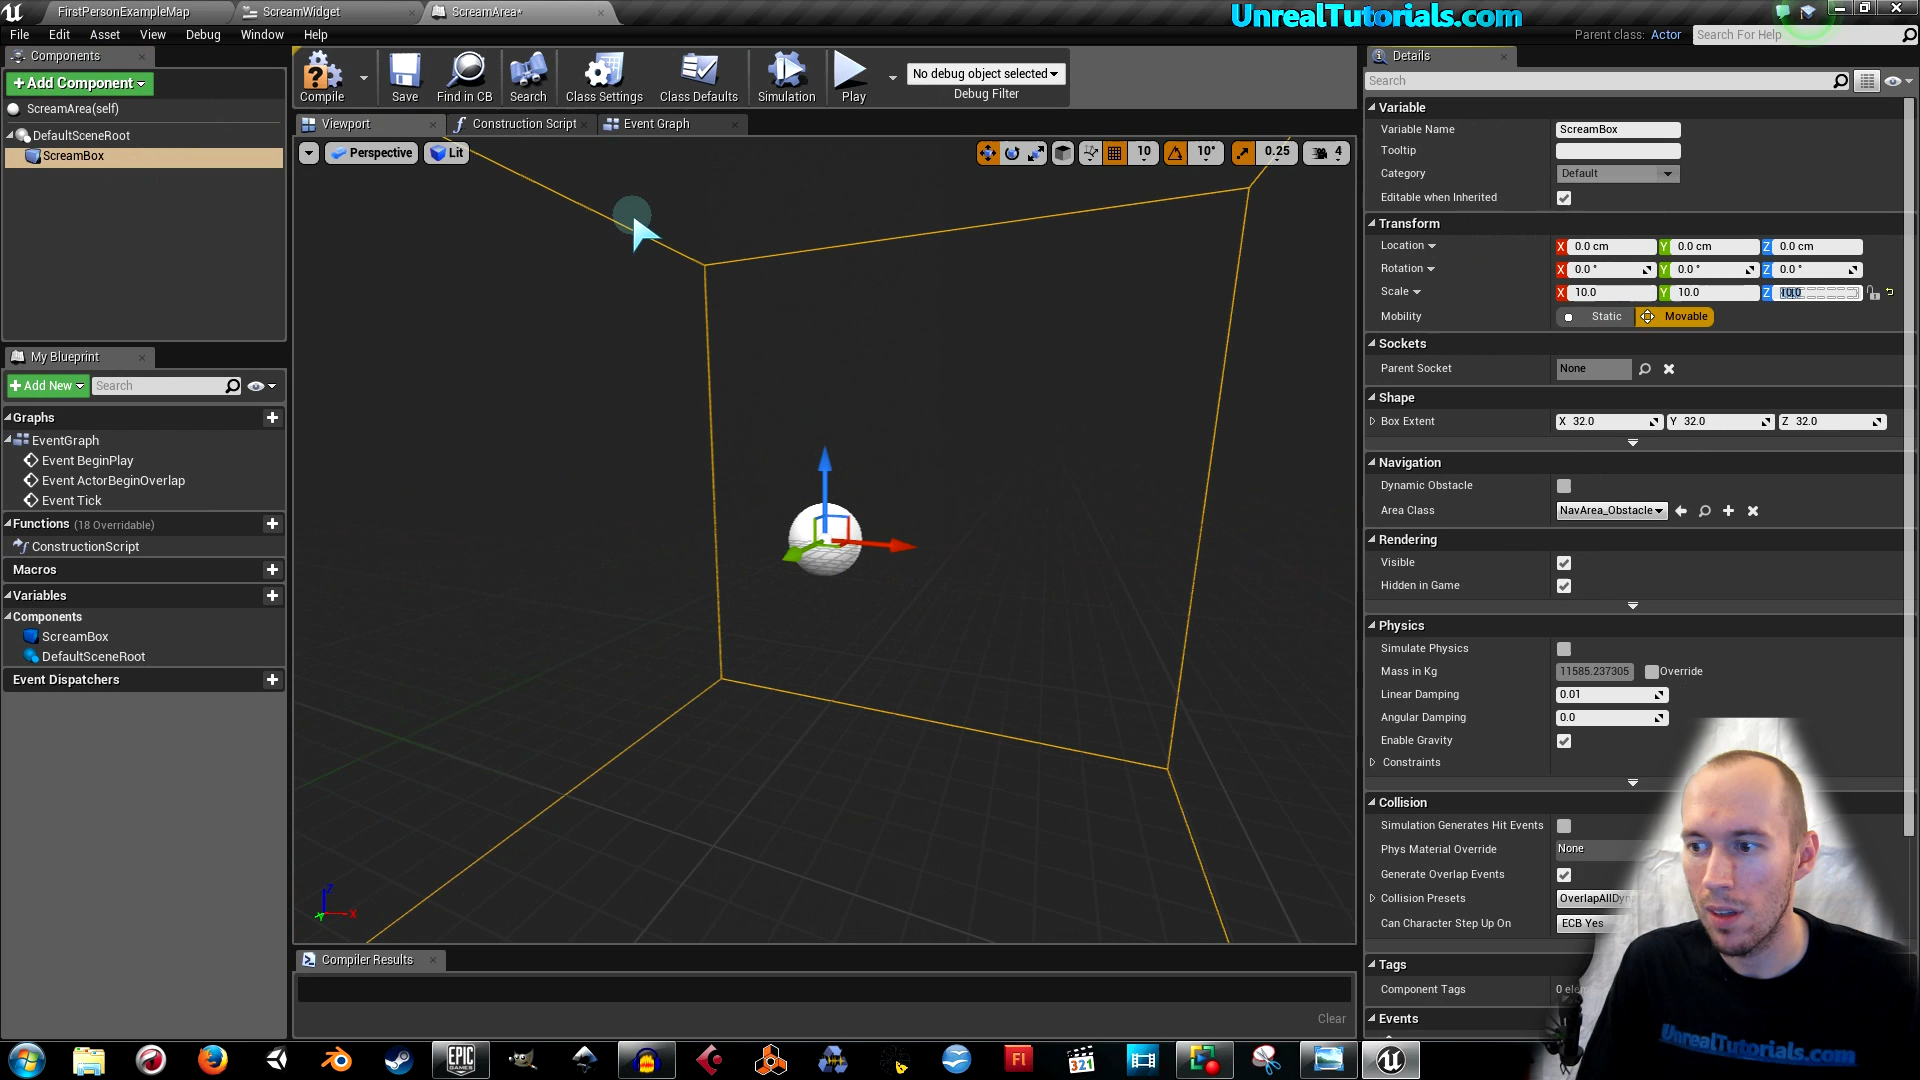 FirstPersonExampleMap
ScreamWidget
ScreamArea*
UnrealTutorials.com
File Edit Asset View Debug Window Help
Parent class: Actor
Search For Help
Components
+Add Component
ScreamArea(self)
DefaultSceneRoot
ScreamBox
My Blueprint
+Add New
Search
Graphs
EventGraph
Event BeginPlay
Event ActorBeginOverlap
Event Tick
Functions (18 Overridable)
ConstructionScript
Macros
Variables
Components
ScreamBox
DefaultSceneRoot
Event Dispatchers
Compile
Save
Find in CB
Search
Class Settings
Class Defaults
Simulation
Play
No debug object selected
Debug Filter
Viewport
Construction Script
Event Graph
Perspective
Lit
10
10°
0.25
4
Z
X
Y
Compiler Results
Clear
Details
Search
Variable
Variable Name ScreamBox
Tooltip
Category Default
Editable when Inherited
Transform
Location X 0.0 cm Y 0.0 cm Z 0.0 cm
Rotation X 0.0 ° Y 0.0 ° Z 0.0 °
Scale X 10.0 Y 10.0 Z 10.0
Mobility Static Movable
Sockets
Parent Socket None
Shape
Box Extent X 32.0 Y 32.0 Z 32.0
Navigation
Dynamic Obstacle
Area Class NavArea_Obstacle
Rendering
Visible
Hidden in Game
Physics
Simulate Physics
Mass in Kg 11585.237305 Override
Linear Damping 0.01
Angular Damping 0.0
Enable Gravity
Constraints
Collision
Simulation Generates Hit Events
Phys Material Override None
Generate Overlap Events
Collision Presets OverlapAllDyn
Can Character Step Up On ECB Yes
Tags
Component Tags 0 ele
Events
UnrealTutorials.com
EPIC
GAMES
Fl
321